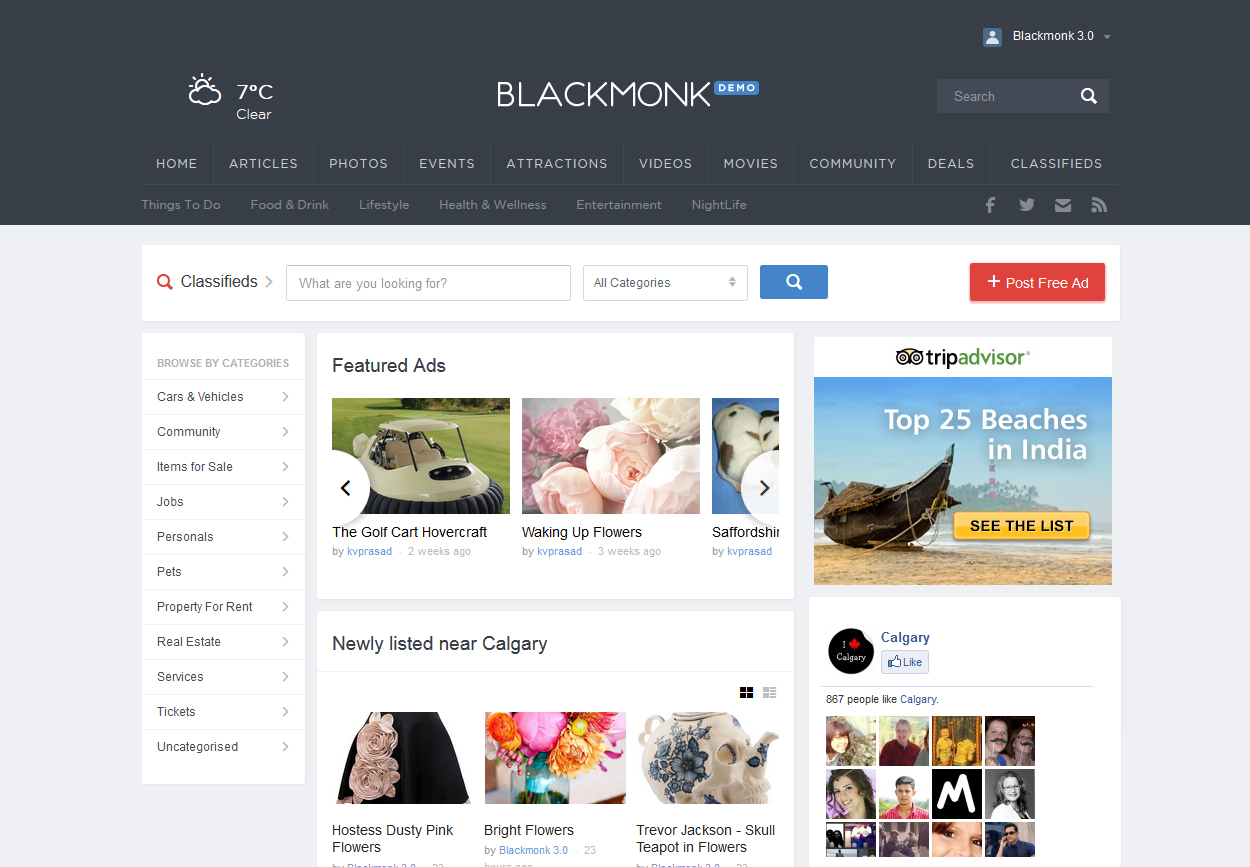 Blackmonk 3.0
7°C
Clear
BLACKMONK DEMO
Search
HOME ARTICLES PHOTOS EVENTS ATTRACTIONS VIDEOS MOVIES COMMUNITY DEALS CLASSIFIEDS
Things To Do Food & Drink Lifestyle Health & Wellness Entertainment NightLife
Classifieds What are you looking for? All Categories + Post Free Ad
BROWSE BY CATEGORIES
Cars & Vehicles
Community
Items for Sale
Jobs
Personals
Pets
Property For Rent
Real Estate
Services
Tickets
Uncategorised
Featured Ads
The Golf Cart Hovercraft
by kvprasad - 2 weeks ago
Waking Up Flowers
by kvprasad - 3 weeks ago
Saffordshi
by kvprasad
Newly listed near Calgary
Hostess Dusty Pink
Flowers
by Blackmonk 3.0 - 23
Bright Flowers
by Blackmonk 3.0 - 23
hours ago
Trevor Jackson - Skull
Teapot in Flowers
by Blackmonk 3.0 - 23
tripadvisor®
Top 25 Beaches
in India
SEE THE LIST
I
Calgary
Calgary
Like
867 people like Calgary.
M